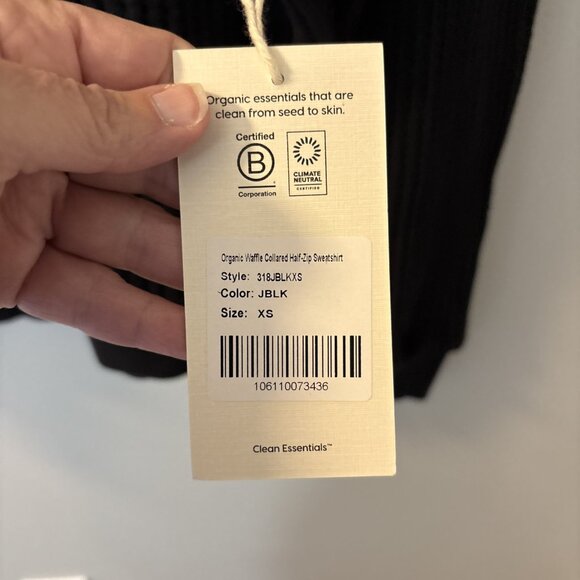 Organic essentials that are
clean from seed to skin.
Certified
B
Corporation
CLIMATE
NEUTRAL
CERTIFIED
Organic Waffle Collared Half-Zip Sweatshirt
Style: 318JBLKXS
Color: JBLK
Size: XS
106110073436
Clean Essentials™